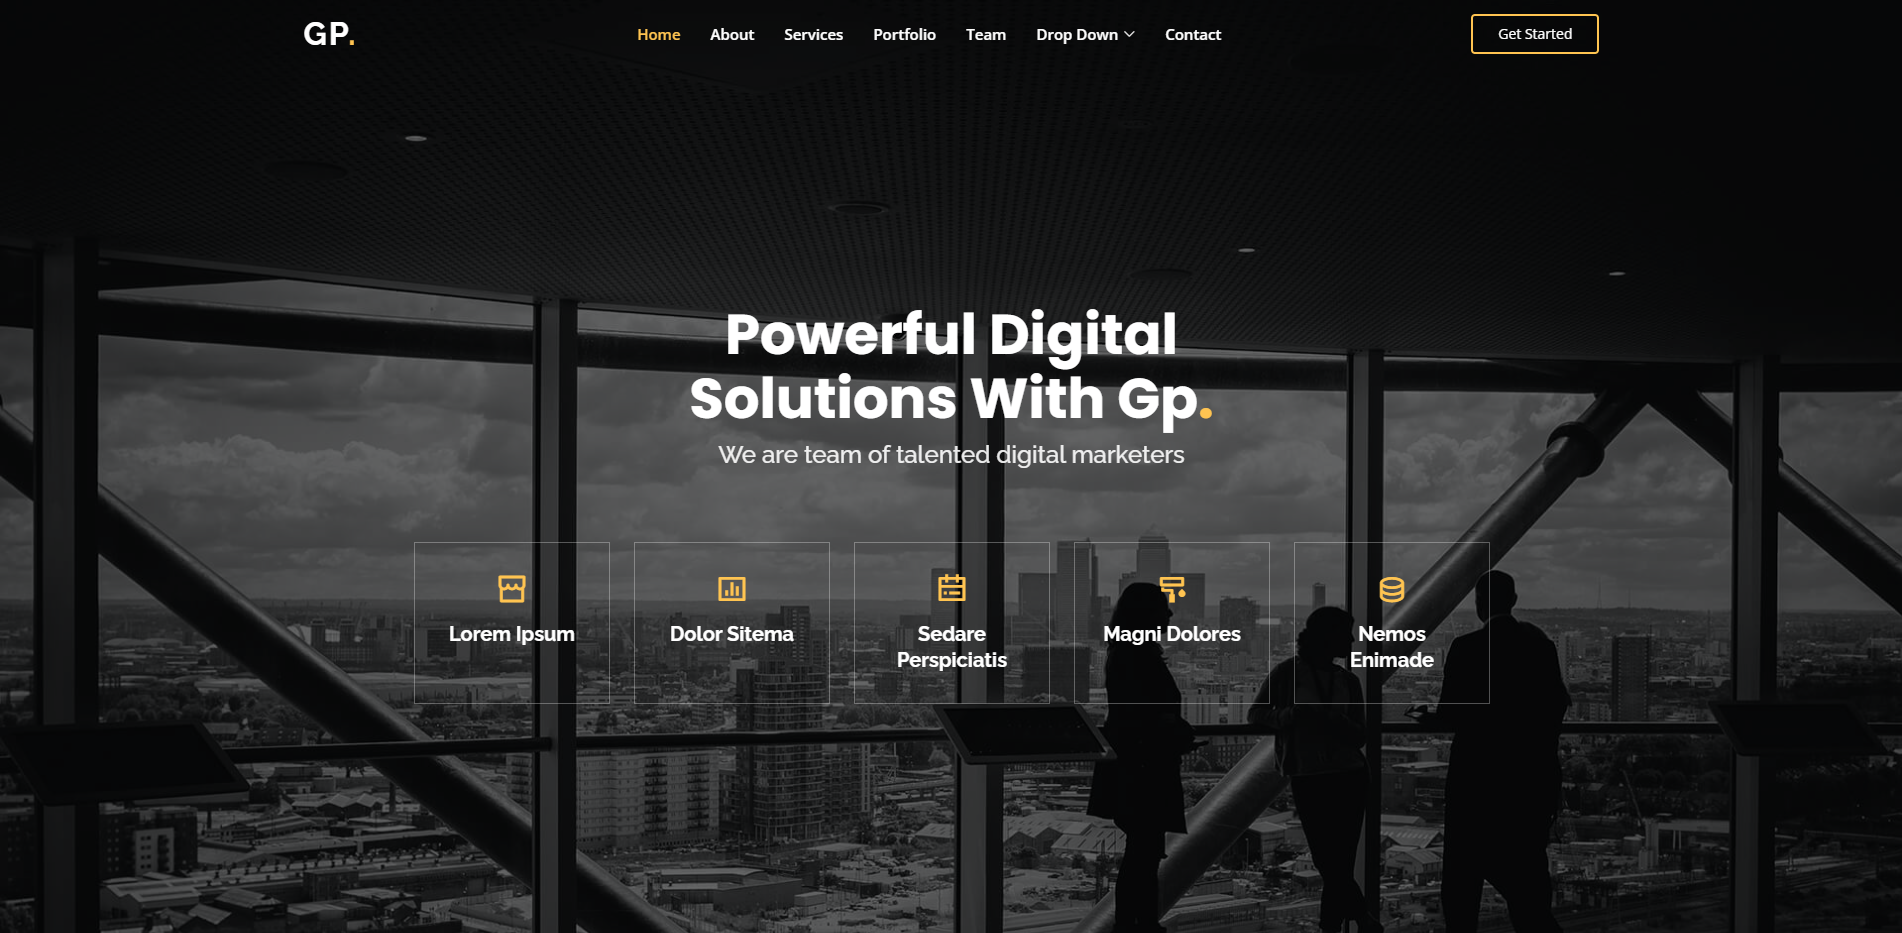 GP.
Home
About
Services
Portfolio
Team
Drop Down
Contact
Get Started
Powerful Digital
Solutions With Gp.
We are team of talented digital marketers
Lorem Ipsum
Dolor Sitema
Sedare
Perspiciatis
Magni Dolores
Nemos
Enimade